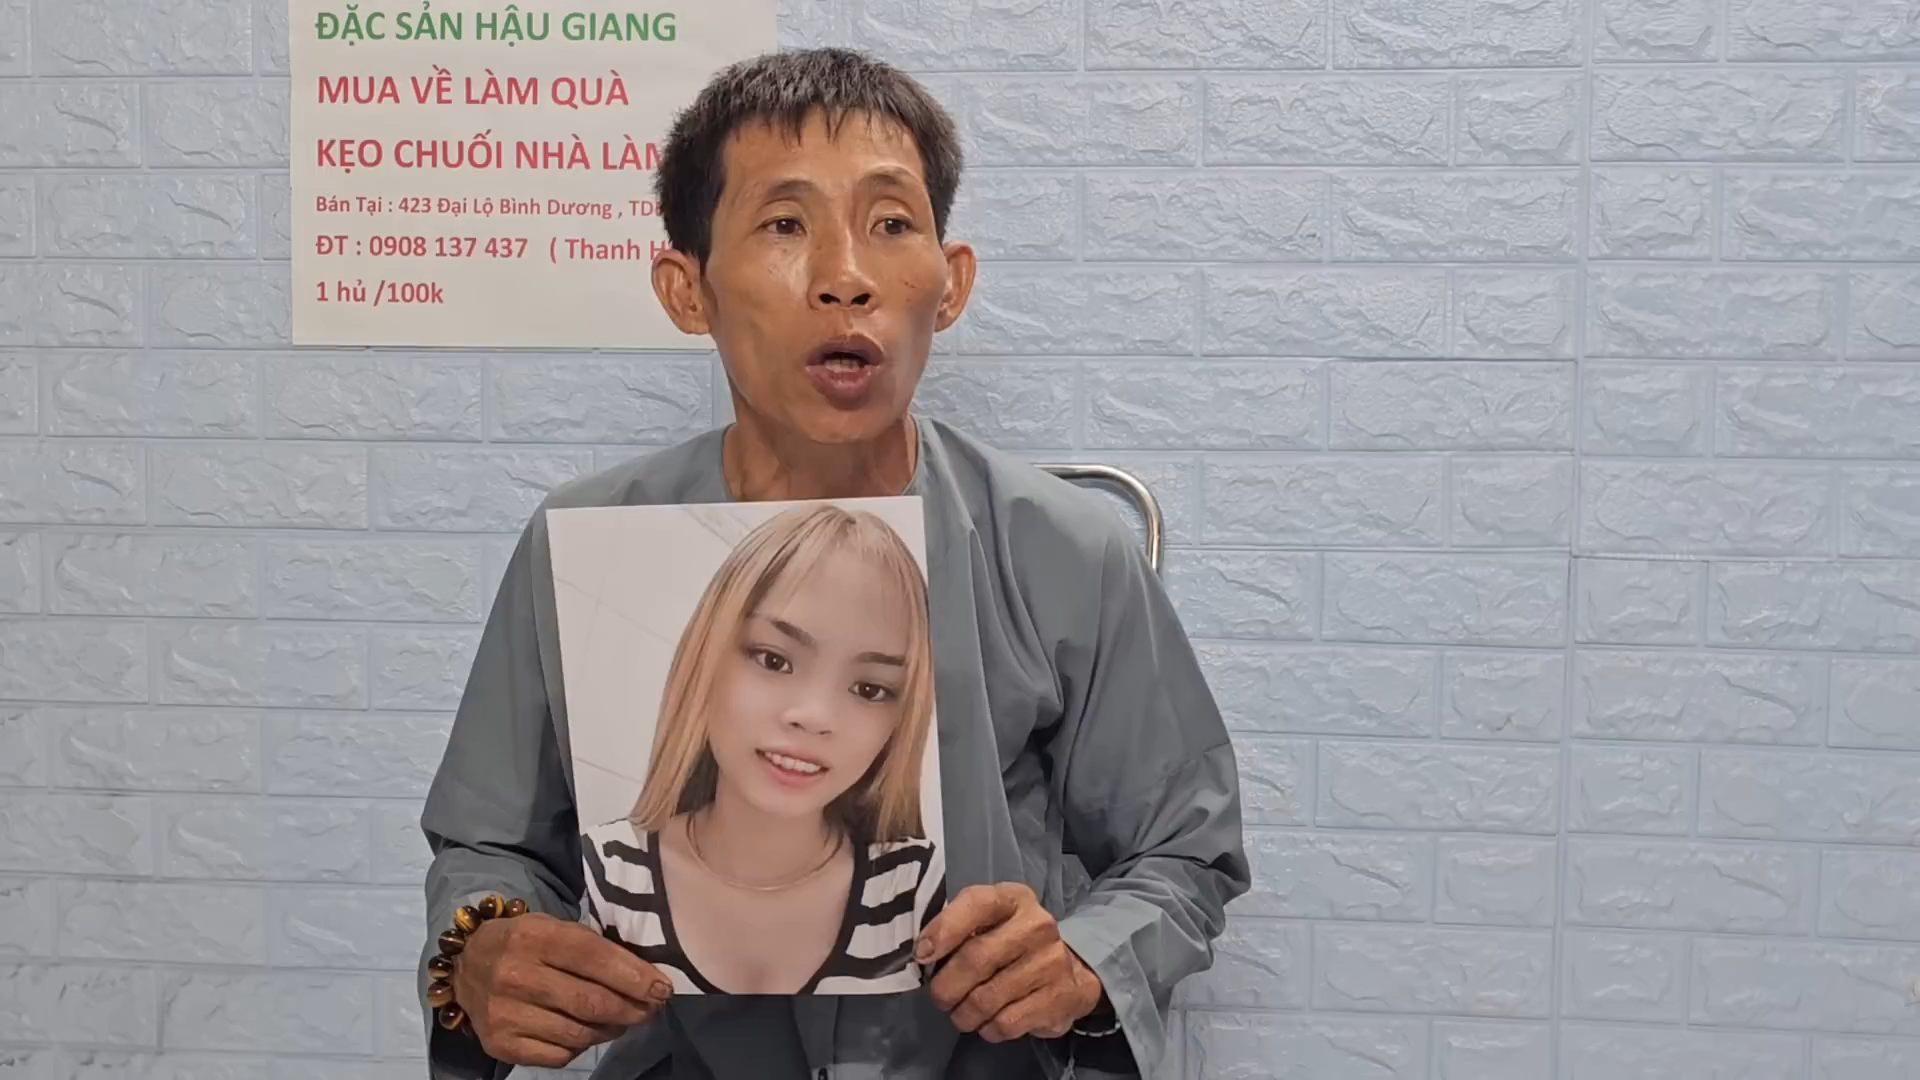 ĐẶC SẢN HẬU GIANG
MUA VỀ LÀM QUÀ
KẸO CHUỐI NHÀ LÀM
Bán Tại : 423 Đại Lộ Bình Dương ,
ĐT : 0908 137 437 ( Thanh
1 hủ /100k